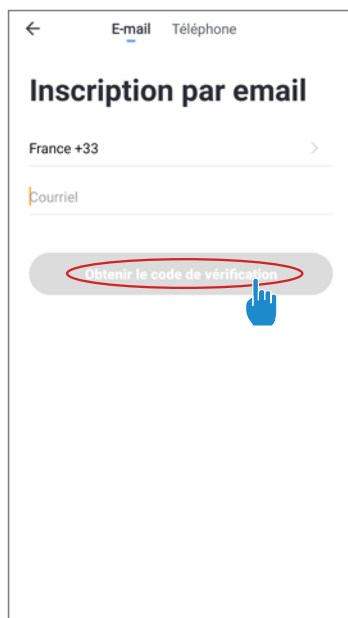 E-mail Téléphone
Inscription par email
France +33
Courriel
Obtenir le code de vérification